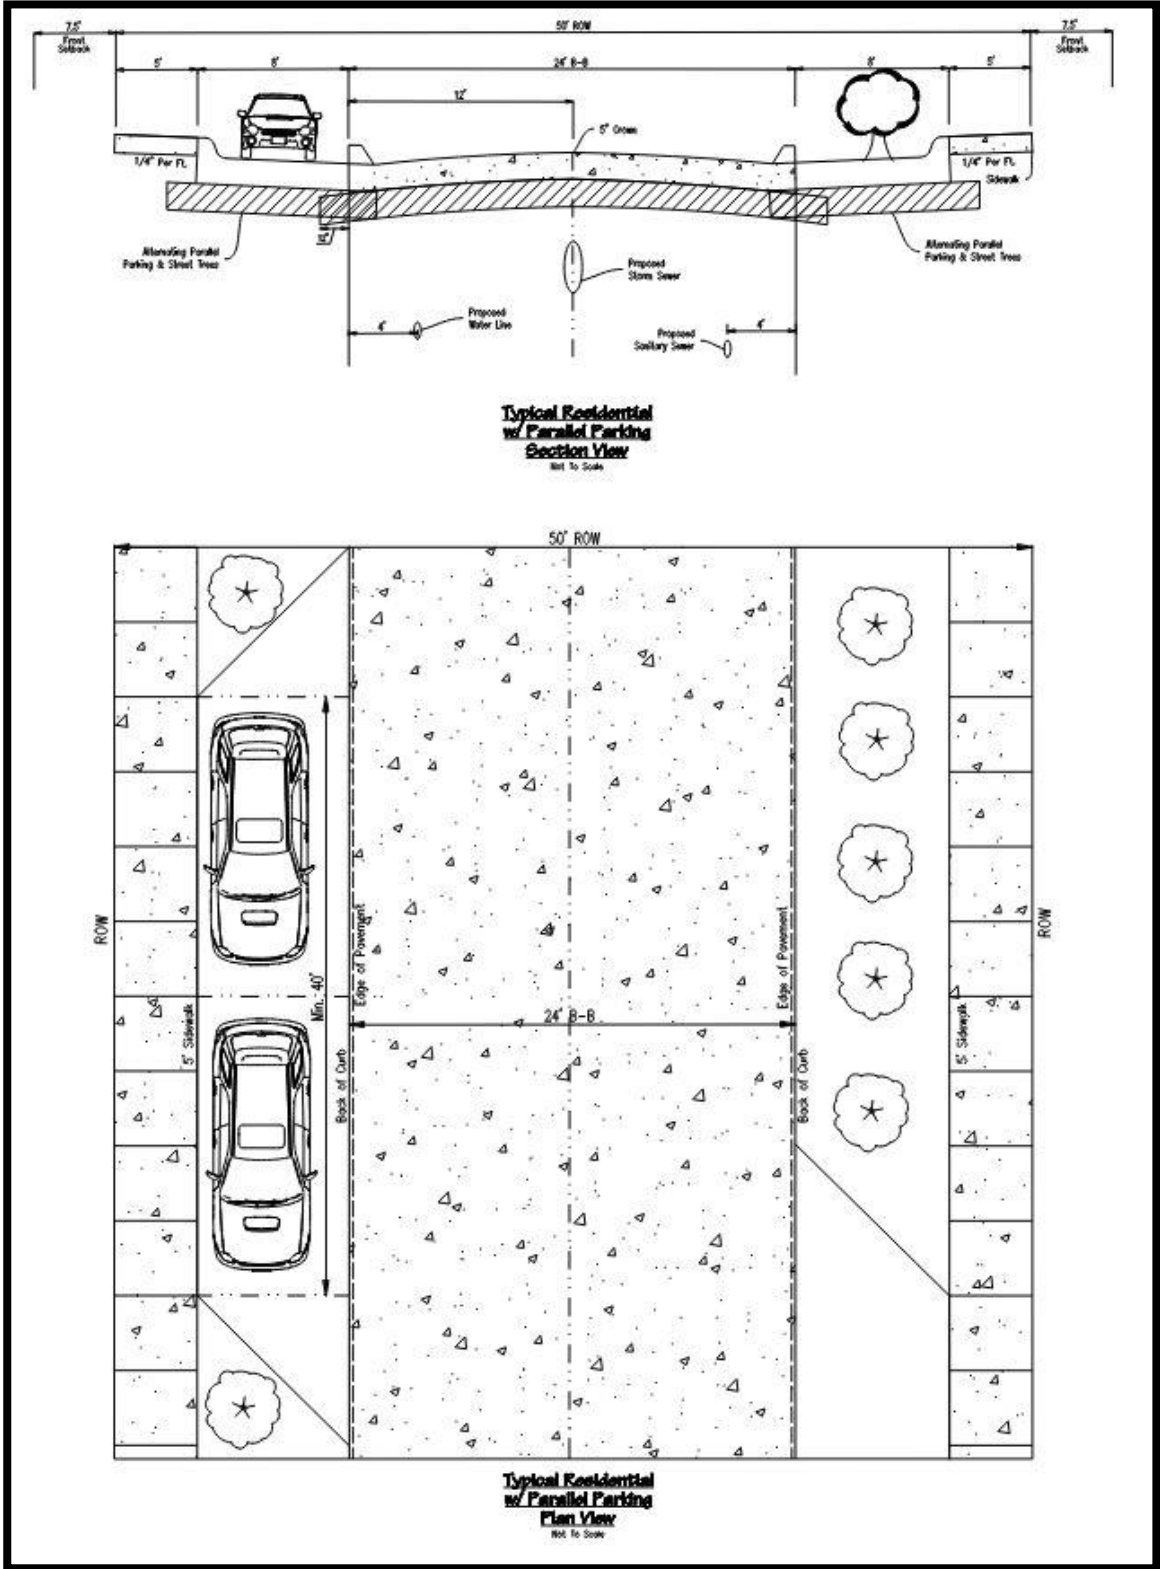 7.5'
50' ROW
7.5'
Front
Setback
Front
Setback
5'
8'
24' B-B
8'
5'
12'
5" Crown
1/4" Per Ft.
1/4" Per Ft.
Sidewalk
Alternating Parallel
Parking & Street Trees
Alternating Parallel
Parking & Street Trees
Proposed
Storm Sewer
4'
Proposed
Water Line
Proposed
Sanitary Sewer
4'
Typical Residential
w/ Parallel Parking
Section View
Not To Scale
50' ROW
ROW
5' Sidewalk
Min. 40'
Back of Curb
Edge of Pavement
24' B-B
Edge of Pavement
Back of Curb
5' Sidewalk
ROW
Typical Residential
w/ Parallel Parking
Plan View
Not To Scale